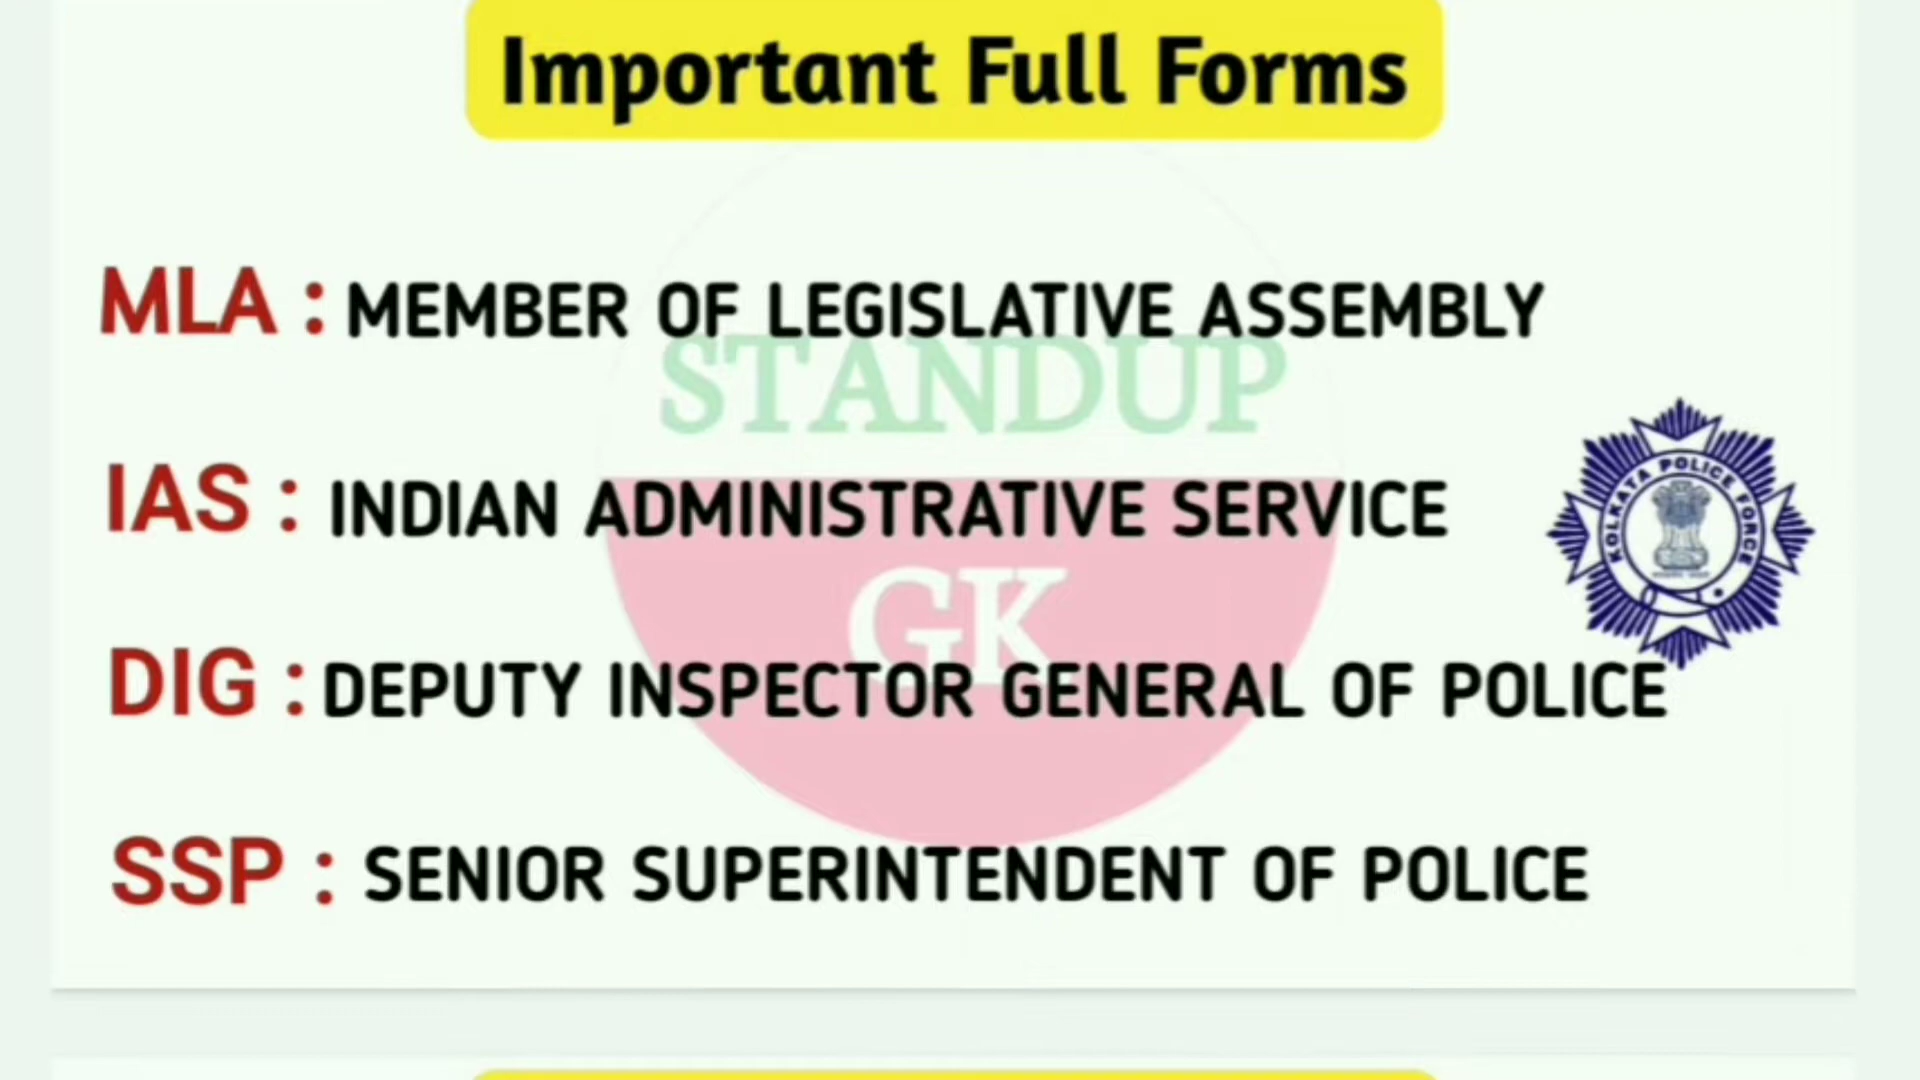 Important Full Forms
MLA : MEMBER OF LEGISLATIVE ASSEMBLY
STANDUP
IAS : INDIAN ADMINISTRATIVE SERVICE
KOLKATA POLICE FORCE
GK
DIG : DEPUTY INSPECTOR GENERAL OF POLICE
SSP : SENIOR SUPERINTENDENT OF POLICE